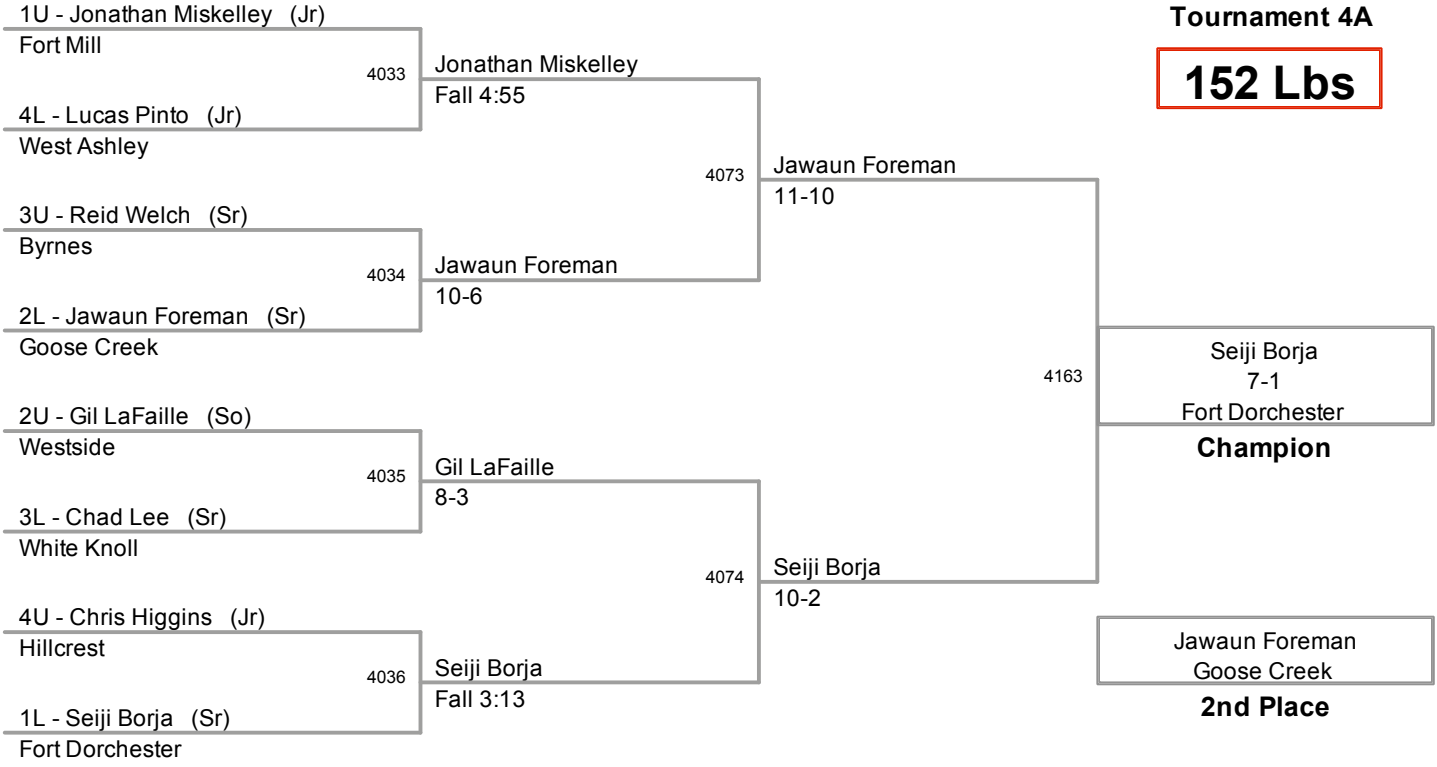 Tournament 4A
152 Lbs
1U - Jonathan Miskelley (Jr)
Fort Mill
4033
4L - Lucas Pinto (Jr)
West Ashley
Jonathan Miskelley
Fall 4:55
3U - Reid Welch (Sr)
Byrnes
4034
2L - Jawaun Foreman (Sr)
Goose Creek
Jawaun Foreman
10-6
4073
Jawaun Foreman
11-10
2U - Gil LaFaille (So)
Westside
4035
3L - Chad Lee (Sr)
White Knoll
Gil LaFaille
8-3
4U - Chris Higgins (Jr)
Hillcrest
4036
1L - Seiji Borja (Sr)
Fort Dorchester
Seiji Borja
Fall 3:13
4074
Seiji Borja
10-2
4163
Seiji Borja
7-1
Fort Dorchester
Champion
Jawaun Foreman
Goose Creek
2nd Place